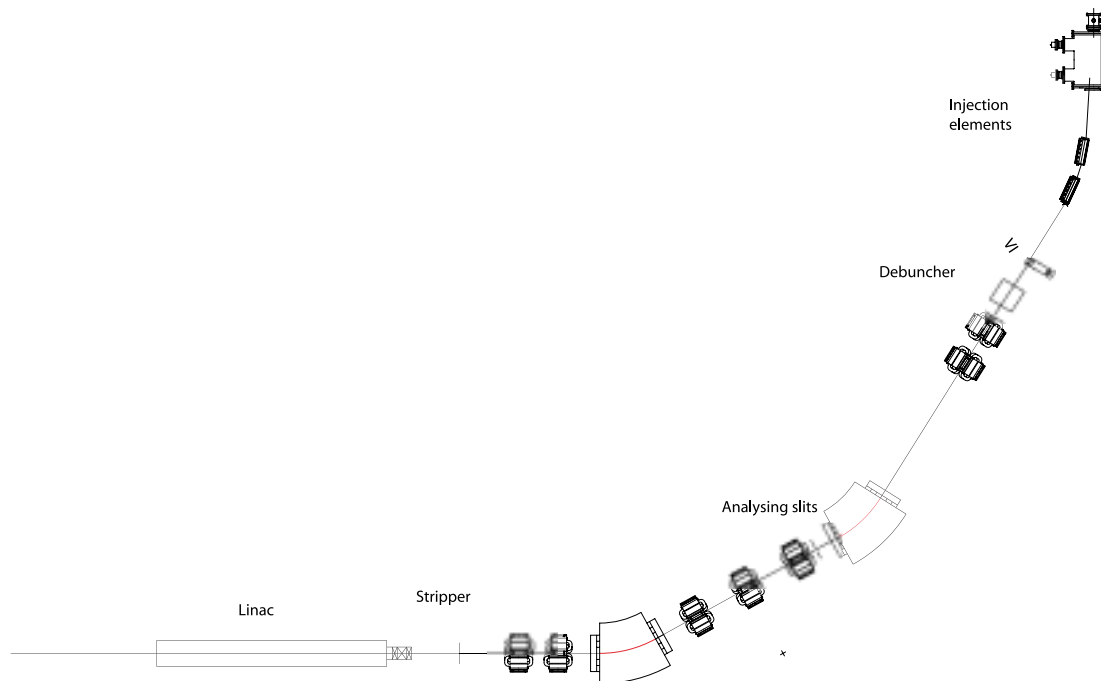 Injection
elements
VI
Debuncher
Analysing slits
Stripper
Linac